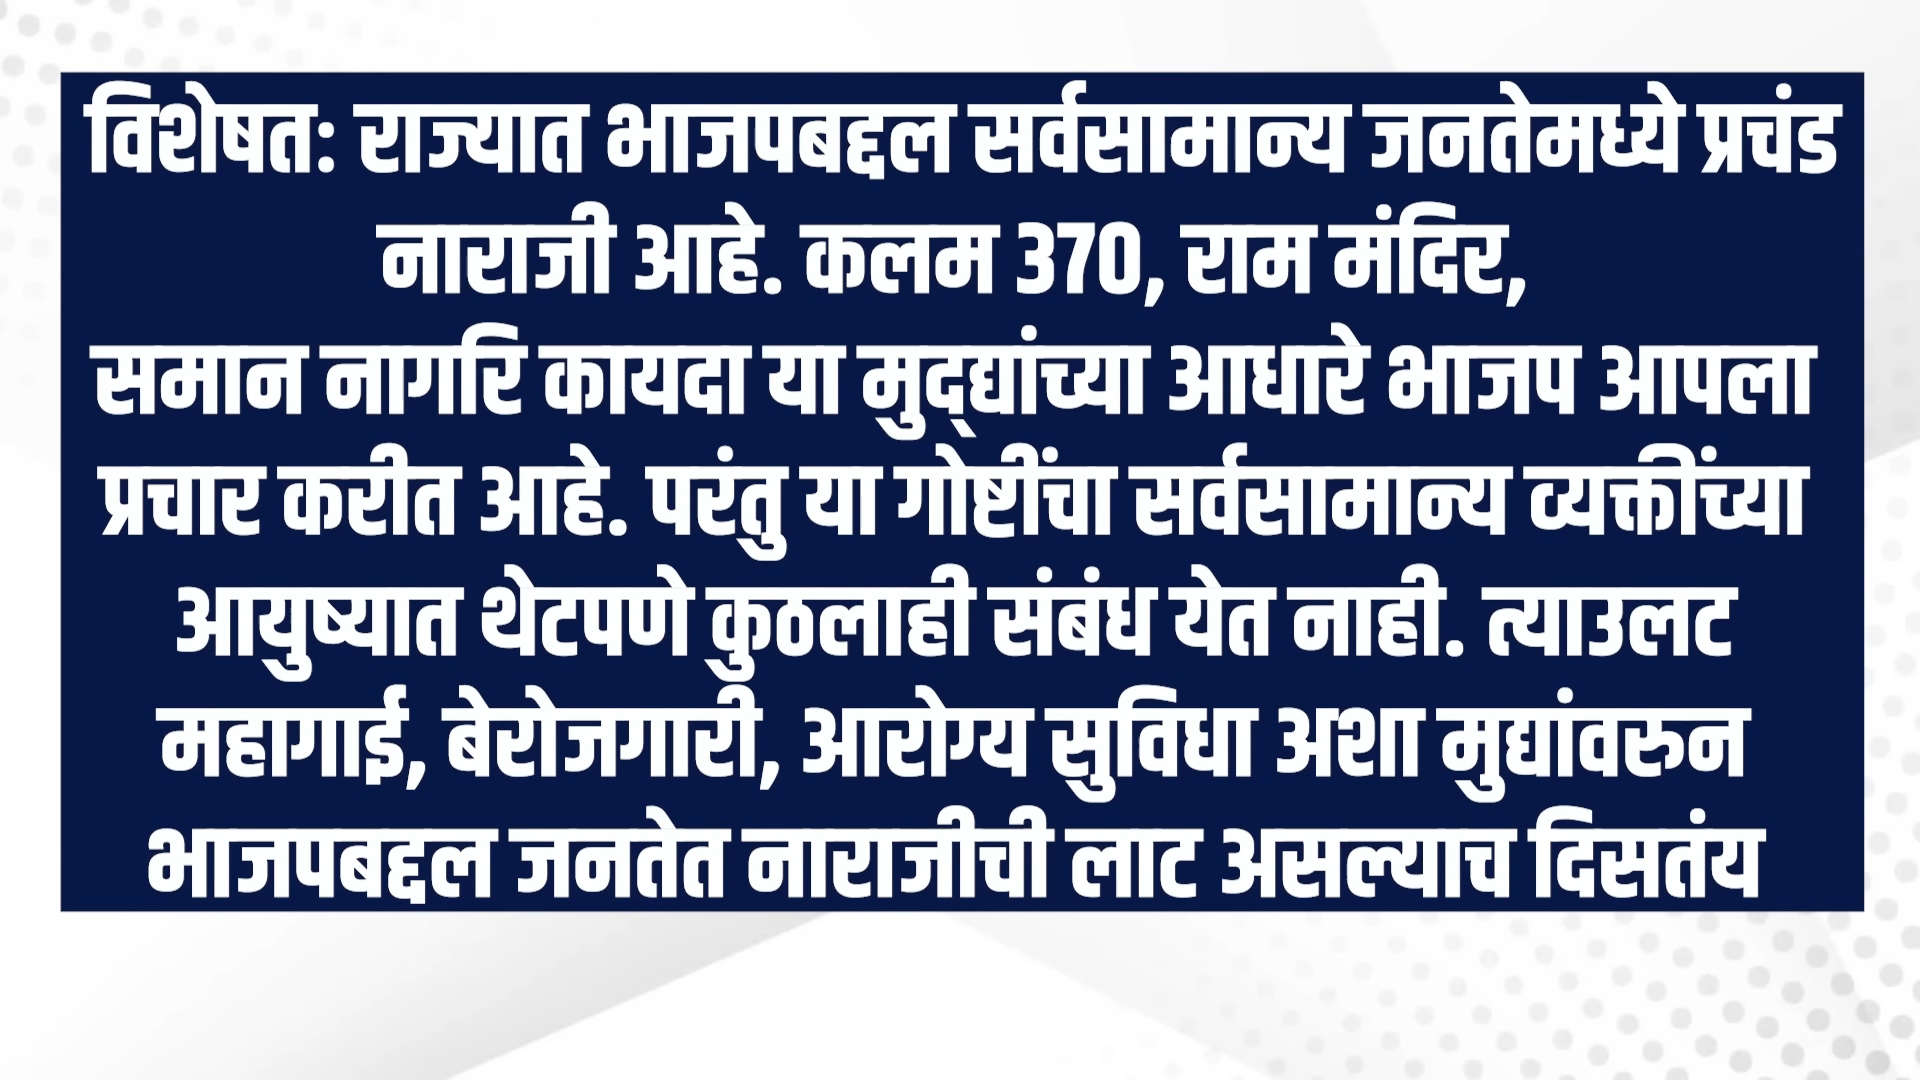 विशेषत: राज्यात भाजपबद्दल सर्वसामान्य जनतेमध्ये प्रचंड
नाराजी आहे. कलम 370, राम मंदिर,
समान नागरि कायदा या मुद्‌द्यांच्या आधारे भाजप आपला
प्रचार करीत आहे. परंतु या गोष्टींचा सर्वसामान्य व्यक्तींच्या
आयुष्यात थेटपणे कुठलाही संबंध येत नाही. त्याउलट
महागाई, बेरोजगारी, आरोग्य सुविधा अशा मुद्यांवरुन
भाजपबद्दल जनतेत नाराजीची लाट असल्याच दिसतंय